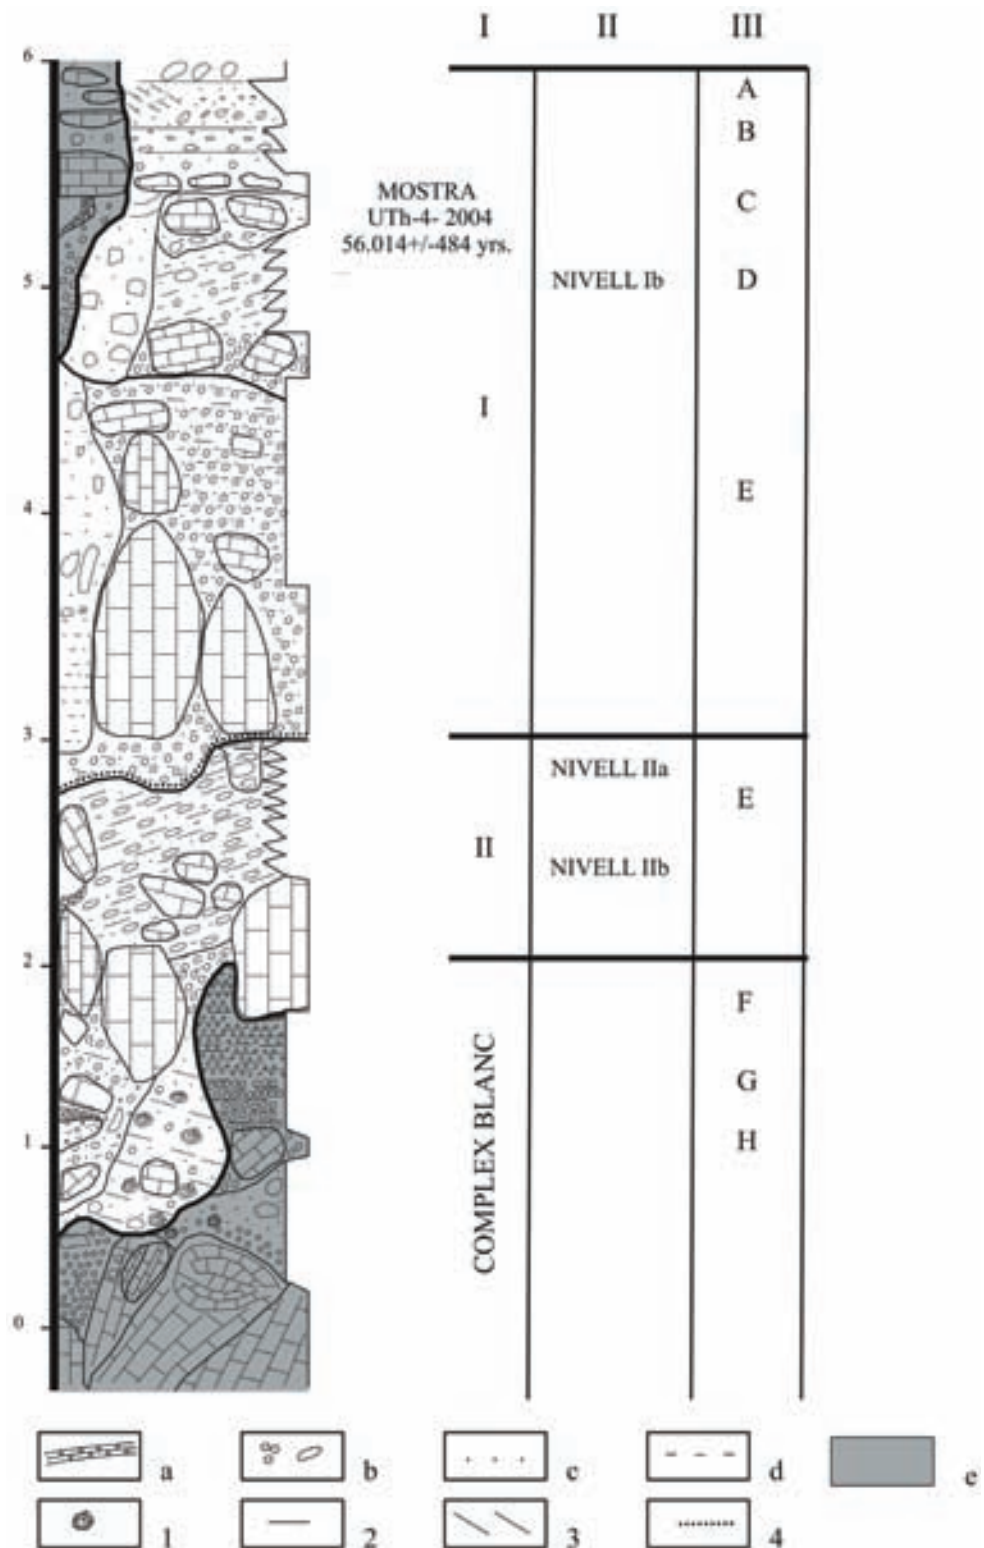 I II III
6
A
B
MOSTRA
UTh-4- 2004
56.014+/-484 yrs.
C
5
NIVELL Ib
D
I
4
E
3
NIVELL IIa
E
II
NIVELL IIb
2
F
COMPLEX BLANC
G
1
H
0
a b c d e
1 2 3 4